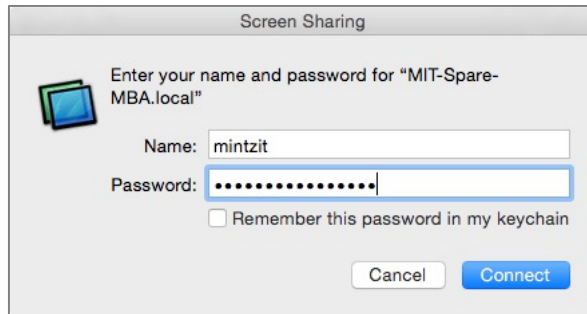 Screen Sharing
Enter your name and password for “MIT-Spare-
MBA.local”
Name: mintzit
Password: ••••••••••••••••
Remember this password in my keychain
Cancel Connect